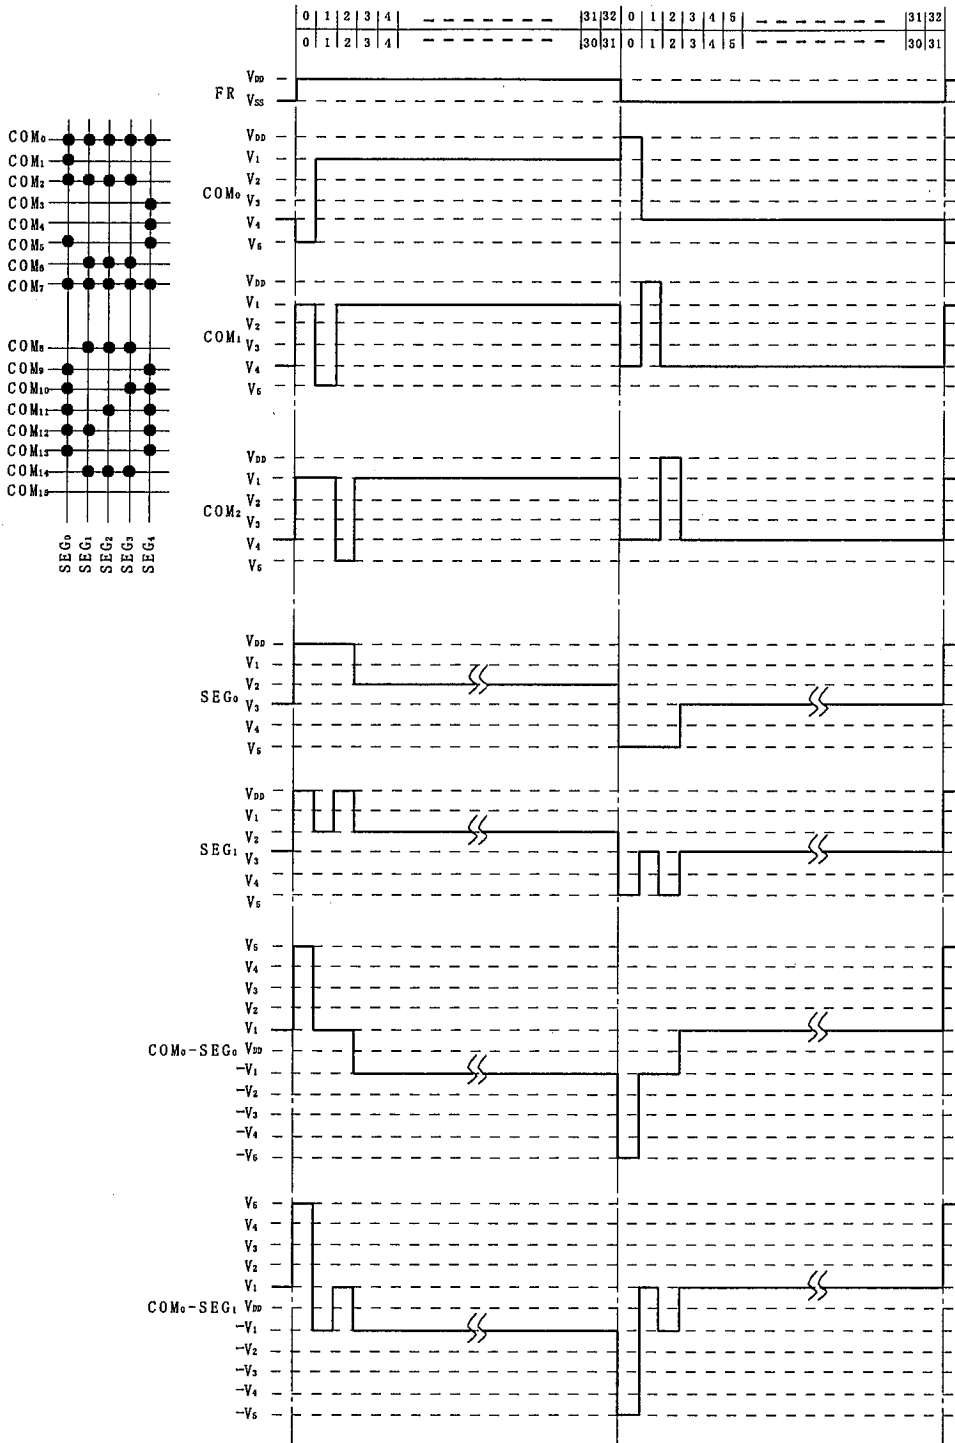 0 1 2 3 4 31 32 0 1 2 3 4 5 31 32
0 1 2 3 4 30 31 0 1 2 3 4 5 30 31
FR
VDD
VSS
COM0
COM1
COM2
COM3
COM4
COM5
COM6
COM7
COM8
COM9
COM10
COM11
COM12
COM13
COM14
COM15
SEG0
SEG1
SEG2
SEG3
SEG4
COM0
VDD
V1
V2
V3
V4
V5
COM1
VDD
V1
V2
V3
V4
V5
COM2
VDD
V1
V2
V3
V4
V5
SEG0
VDD
V1
V2
V3
V4
V5
SEG1
VDD
V1
V2
V3
V4
V5
COM0-SEG0
V5
V4
V3
V2
V1
VDD
-V1
-V2
-V3
-V4
-V5
COM0-SEG1
V5
V4
V3
V2
V1
VDD
-V1
-V2
-V3
-V4
-V5